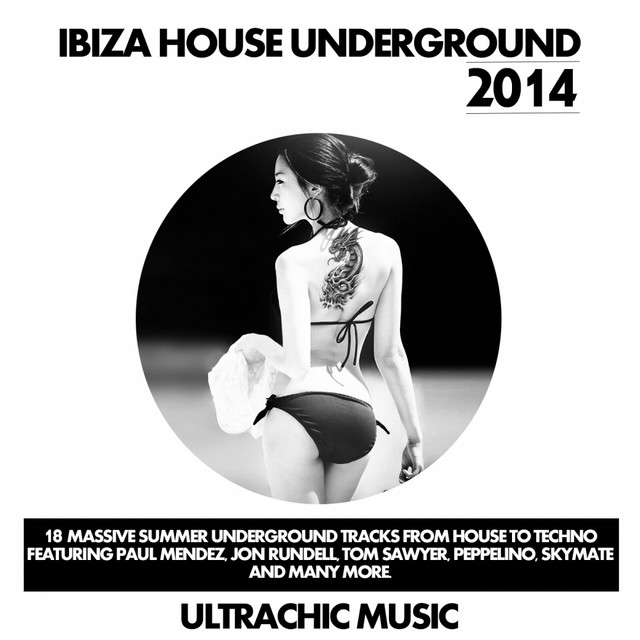 IBIZA HOUSE UNDERGROUND
2014
18 MASSIVE SUMMER UNDERGROUND TRACKS FROM HOUSE TO TECHNO
FEATURING PAUL MENDEZ, JON RUNDELL, TOM SAWYER, PEPPELINO, SKYMATE
AND MANY MORE.
ULTRACHIC MUSIC